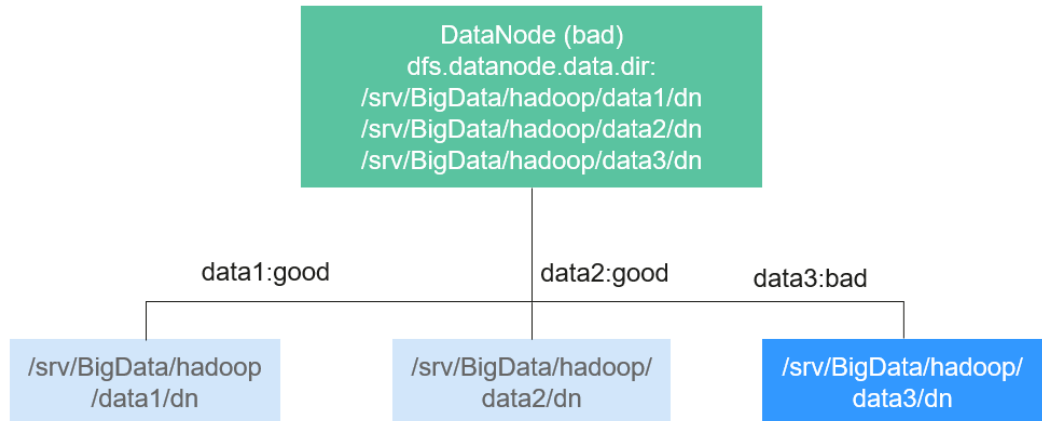 DataNode (bad)
dfs.datanode.data.dir:
/srv/BigData/hadoop/data1/dn
/srv/BigData/hadoop/data2/dn
/srv/BigData/hadoop/data3/dn
data1:good
data2:good
data3:bad
/srv/BigData/hadoop
/data1/dn
/srv/BigData/hadoop/
data2/dn
/srv/BigData/hadoop/
data3/dn